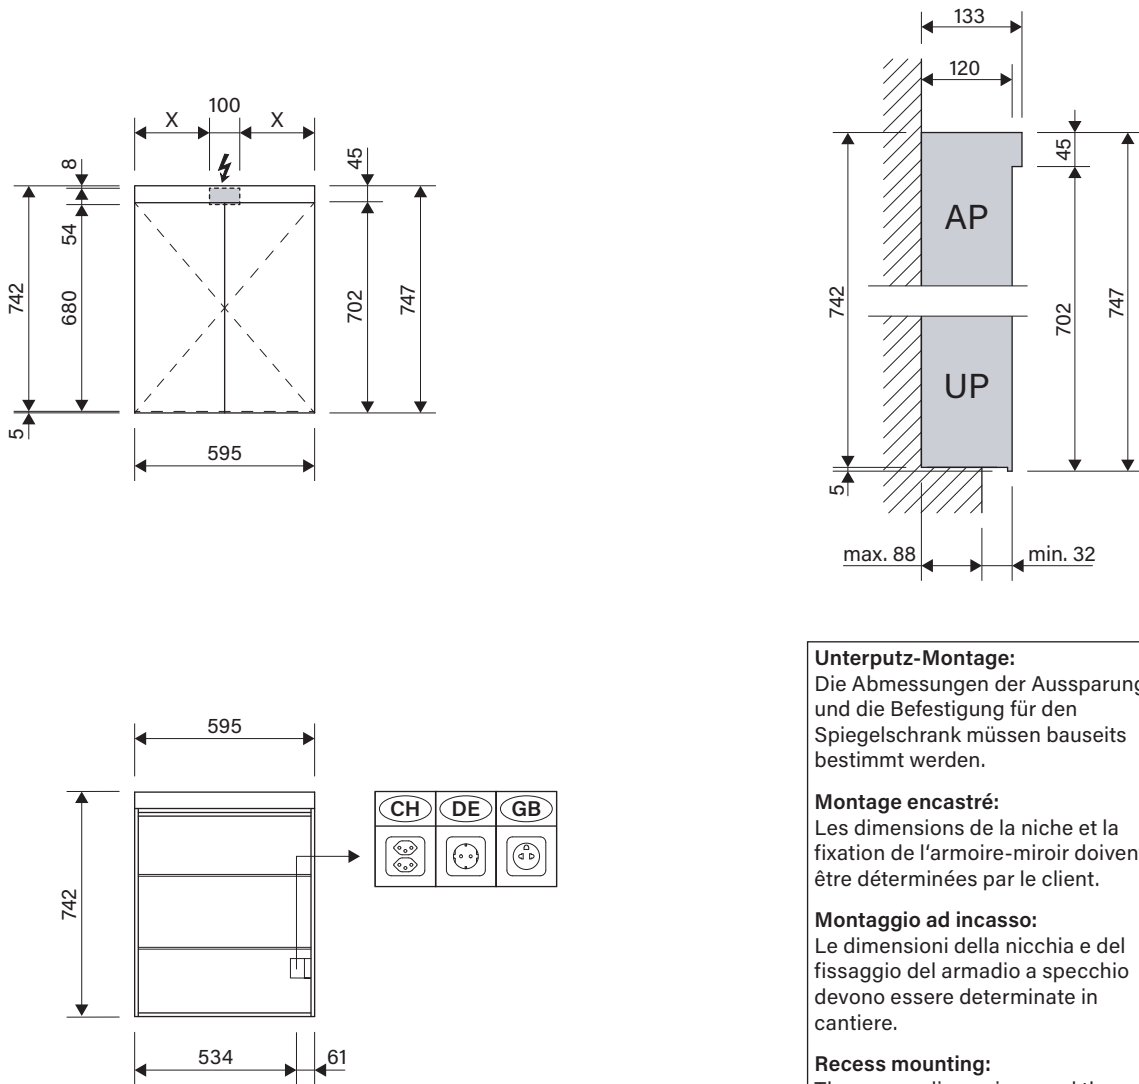 133
120
X
100
X
8
45
54
742
680
702
747
5
595
742
45
AP
702
747
UP
5
max. 88
min. 32
595
CH
DE
GB
742
534
61
Unterputz-Montage:
Die Abmessungen der Aussparung
und die Befestigung für den
Spiegelschrank müssen bauseits
bestimmt werden.
Montage encastré:
Les dimensions de la niche et la
fixation de l‘armoire-miroir doiven
être déterminées par le client.
Montaggio ad incasso:
Le dimensioni della nicchia e del
fissaggio del armadio a specchio
devono essere determinate in
cantiere.
Recess mounting: